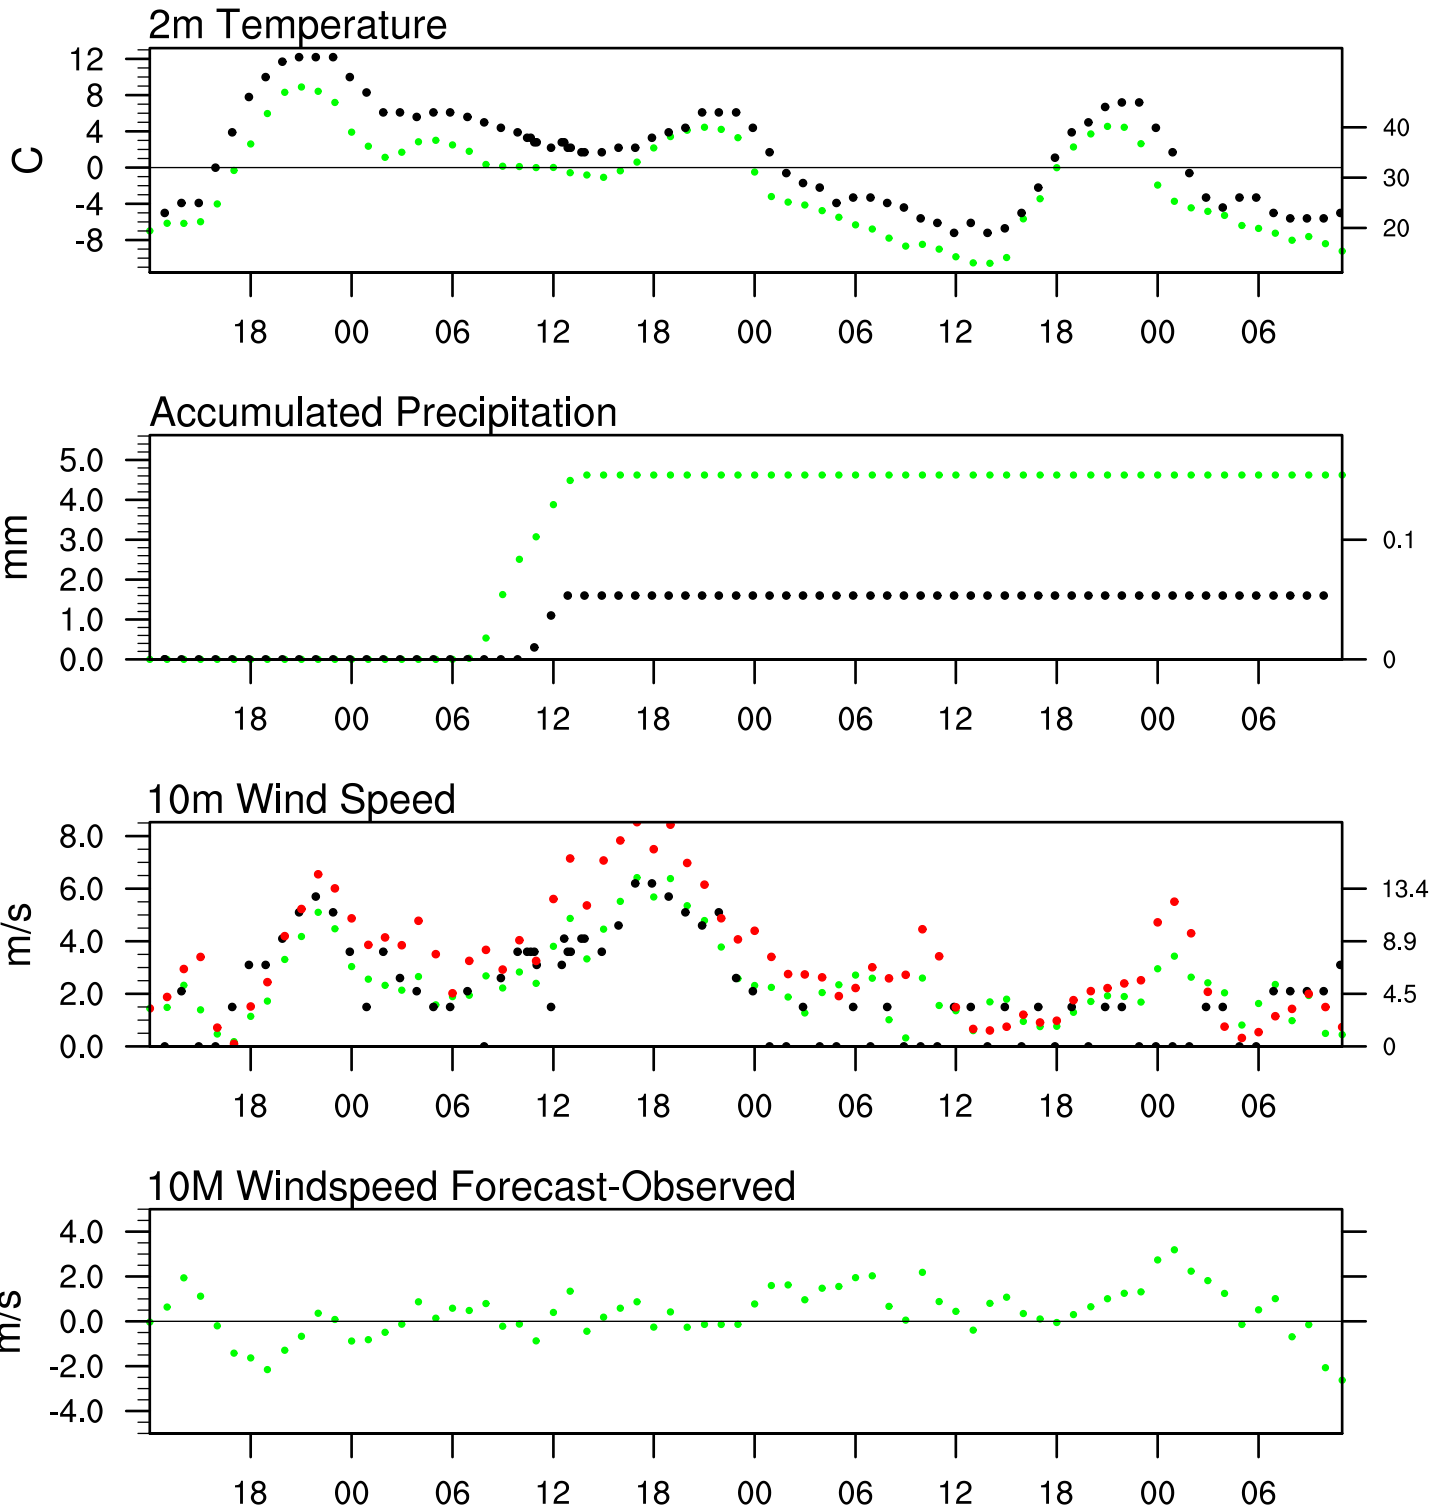 2m Temperature
12
8
4
0
-4
-8
C
40
30
20
18 00 06 12 18 00 06 12 18 00 06
Accumulated Precipitation
5.0
4.0
3.0
2.0
1.0
0.0
mm
0.1
0
18 00 06 12 18 00 06 12 18 00 06
10m Wind Speed
8.0
6.0
4.0
2.0
0.0
m/s
13.4
8.9
4.5
0
18 00 06 12 18 00 06 12 18 00 06
10M Windspeed Forecast-Observed
4.0
2.0
0.0
-2.0
-4.0
m/s
18 00 06 12 18 00 06 12 18 00 06